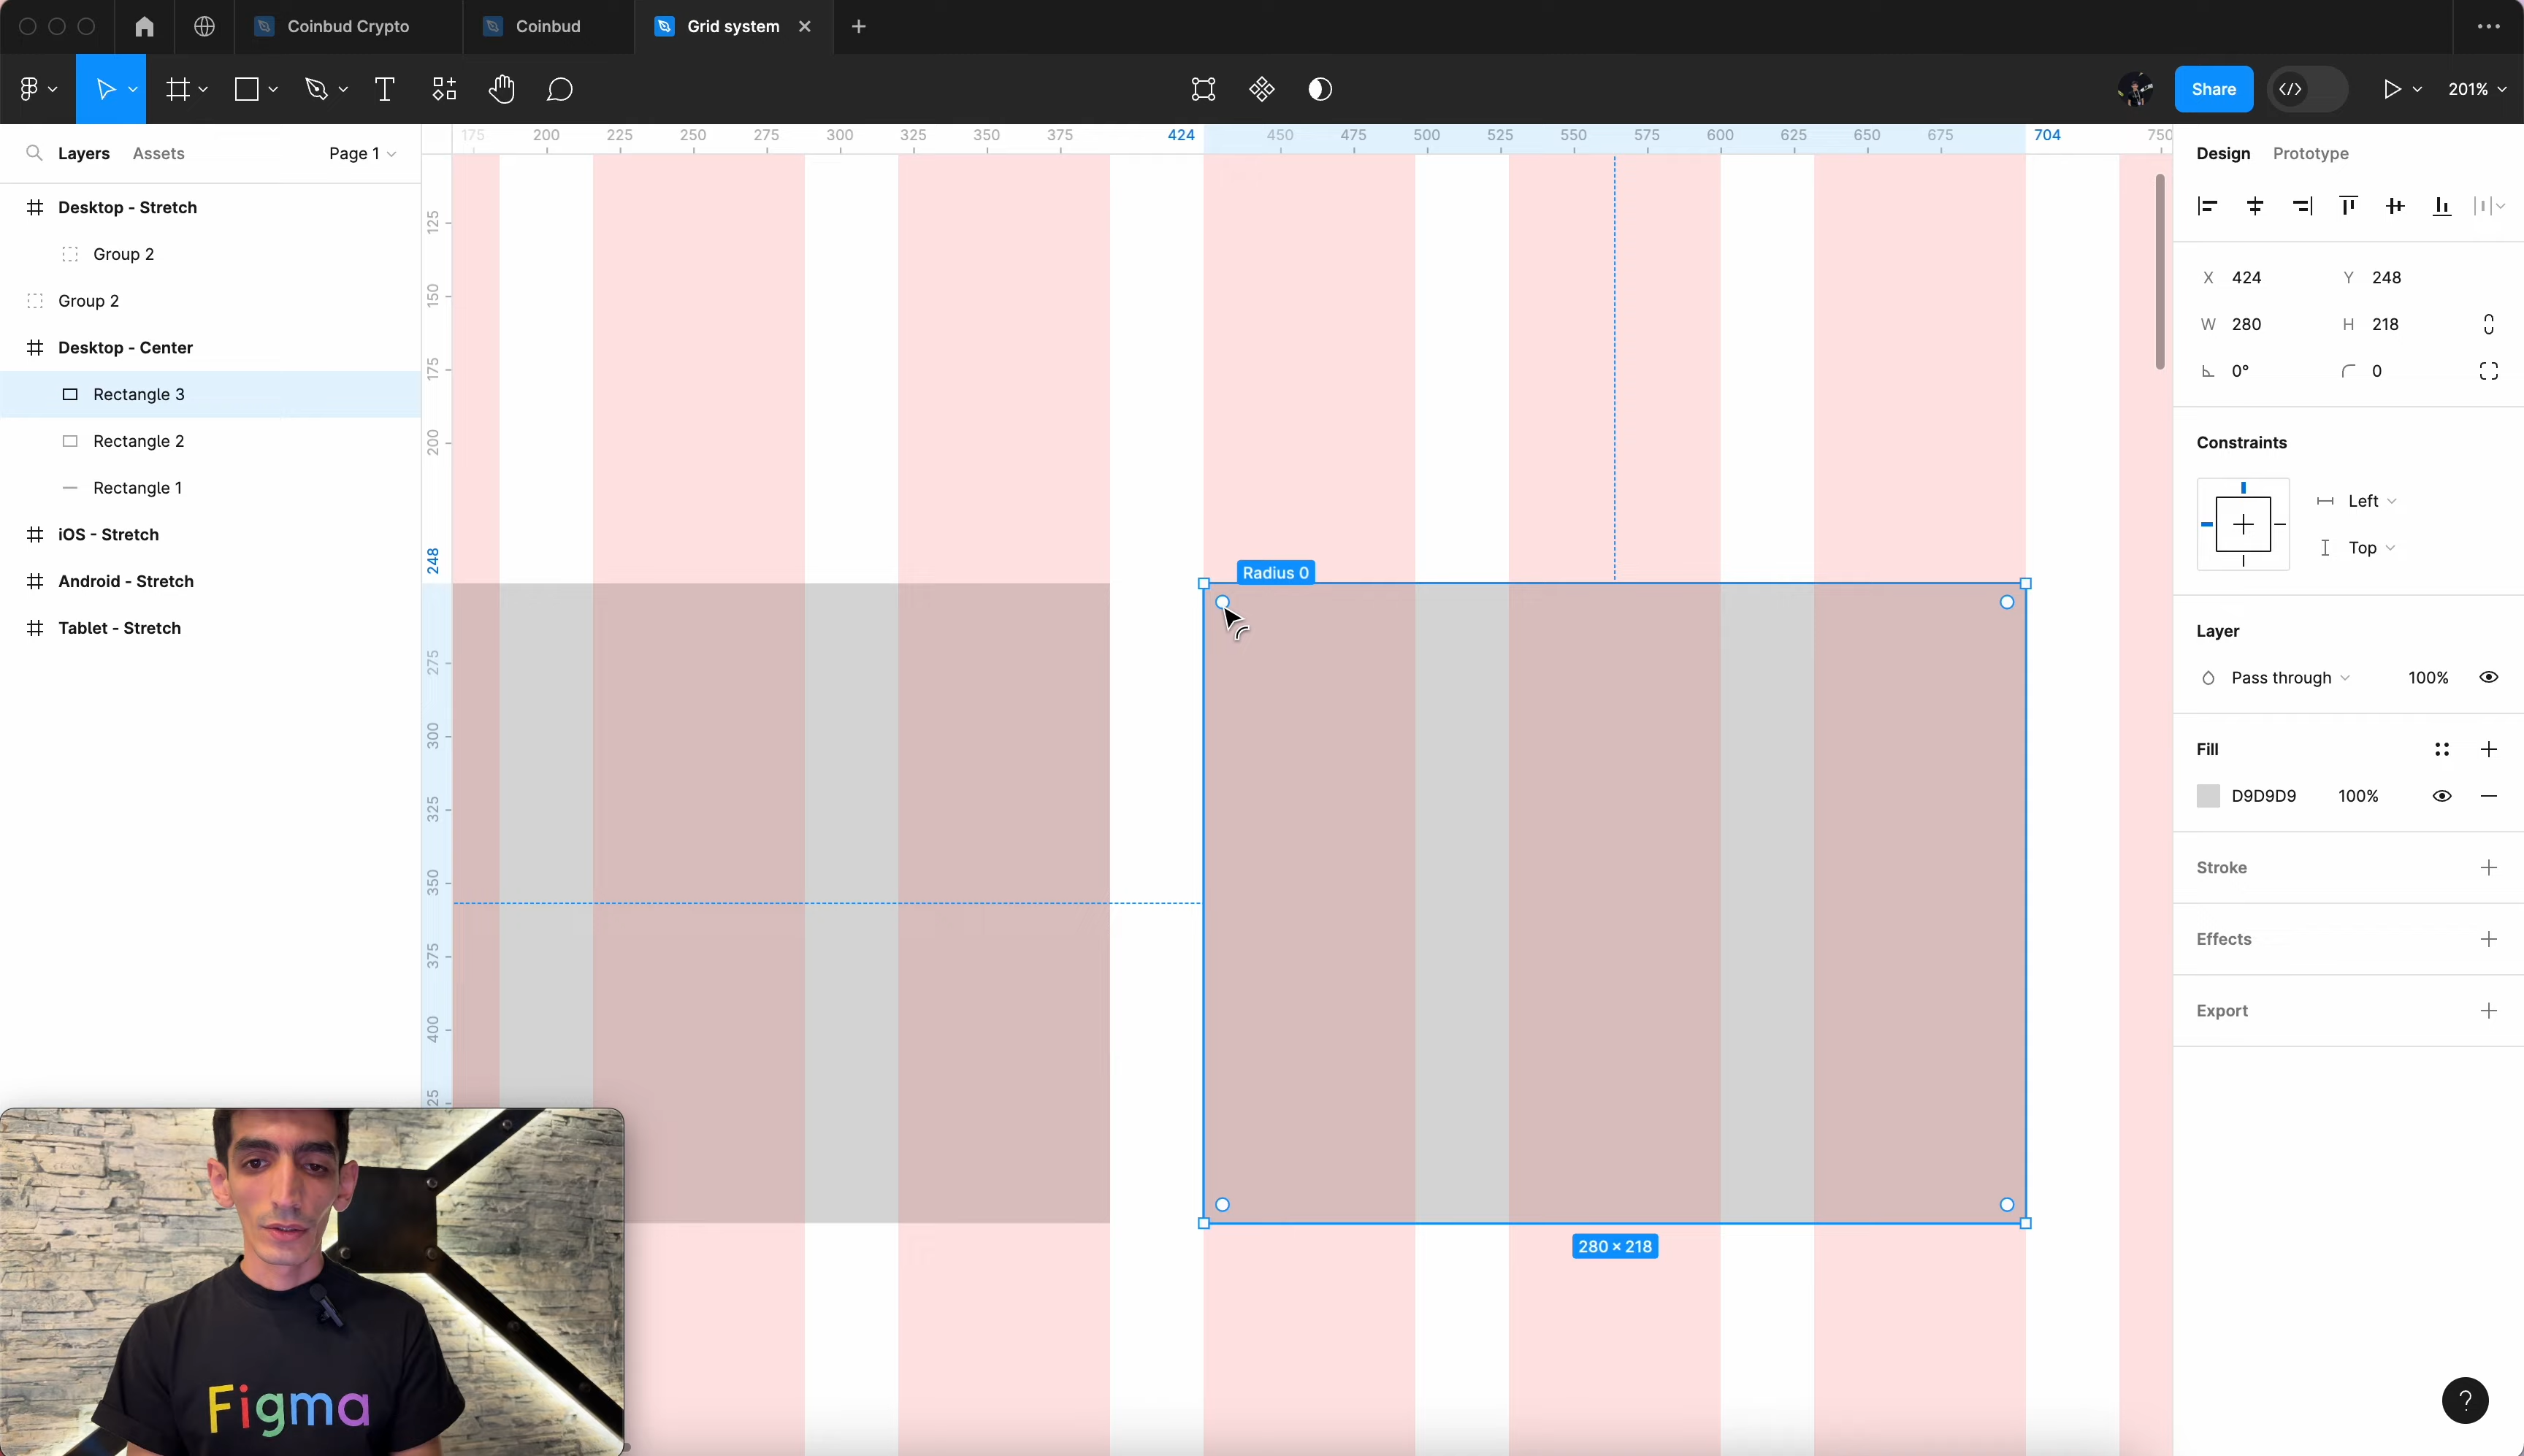 Coinbud Crypto
Coinbud
Grid system
Share
201%
Layers
Assets
Page 1
175
200
225
250
275
300
325
350
375
424
450
475
500
525
550
575
600
625
650
675
704
750
Design
Prototype
Desktop - Stretch
Group 2
Group 2
Desktop - Center
Rectangle 3
Rectangle 2
Rectangle 1
iOS - Stretch
Android - Stretch
Tablet - Stretch
125
150
175
200
248
275
300
325
350
375
400
25
Radius 0
280 × 218
X 424
Y 248
W 280
H 218
0°
0
Constraints
Left
Top
Layer
Pass through
100%
Fill
D9D9D9
100%
Stroke
Effects
Export
?
Figma